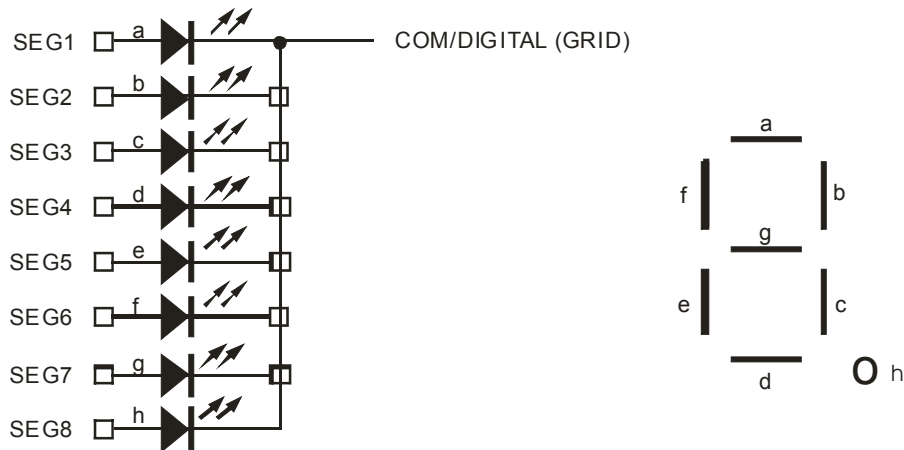 SEG1 a COM/DIGITAL (GRID)
SEG2 b
SEG3 c
SEG4 d
SEG5 e
SEG6 f
SEG7 g
SEG8 h
a
f b
g
e c
d h